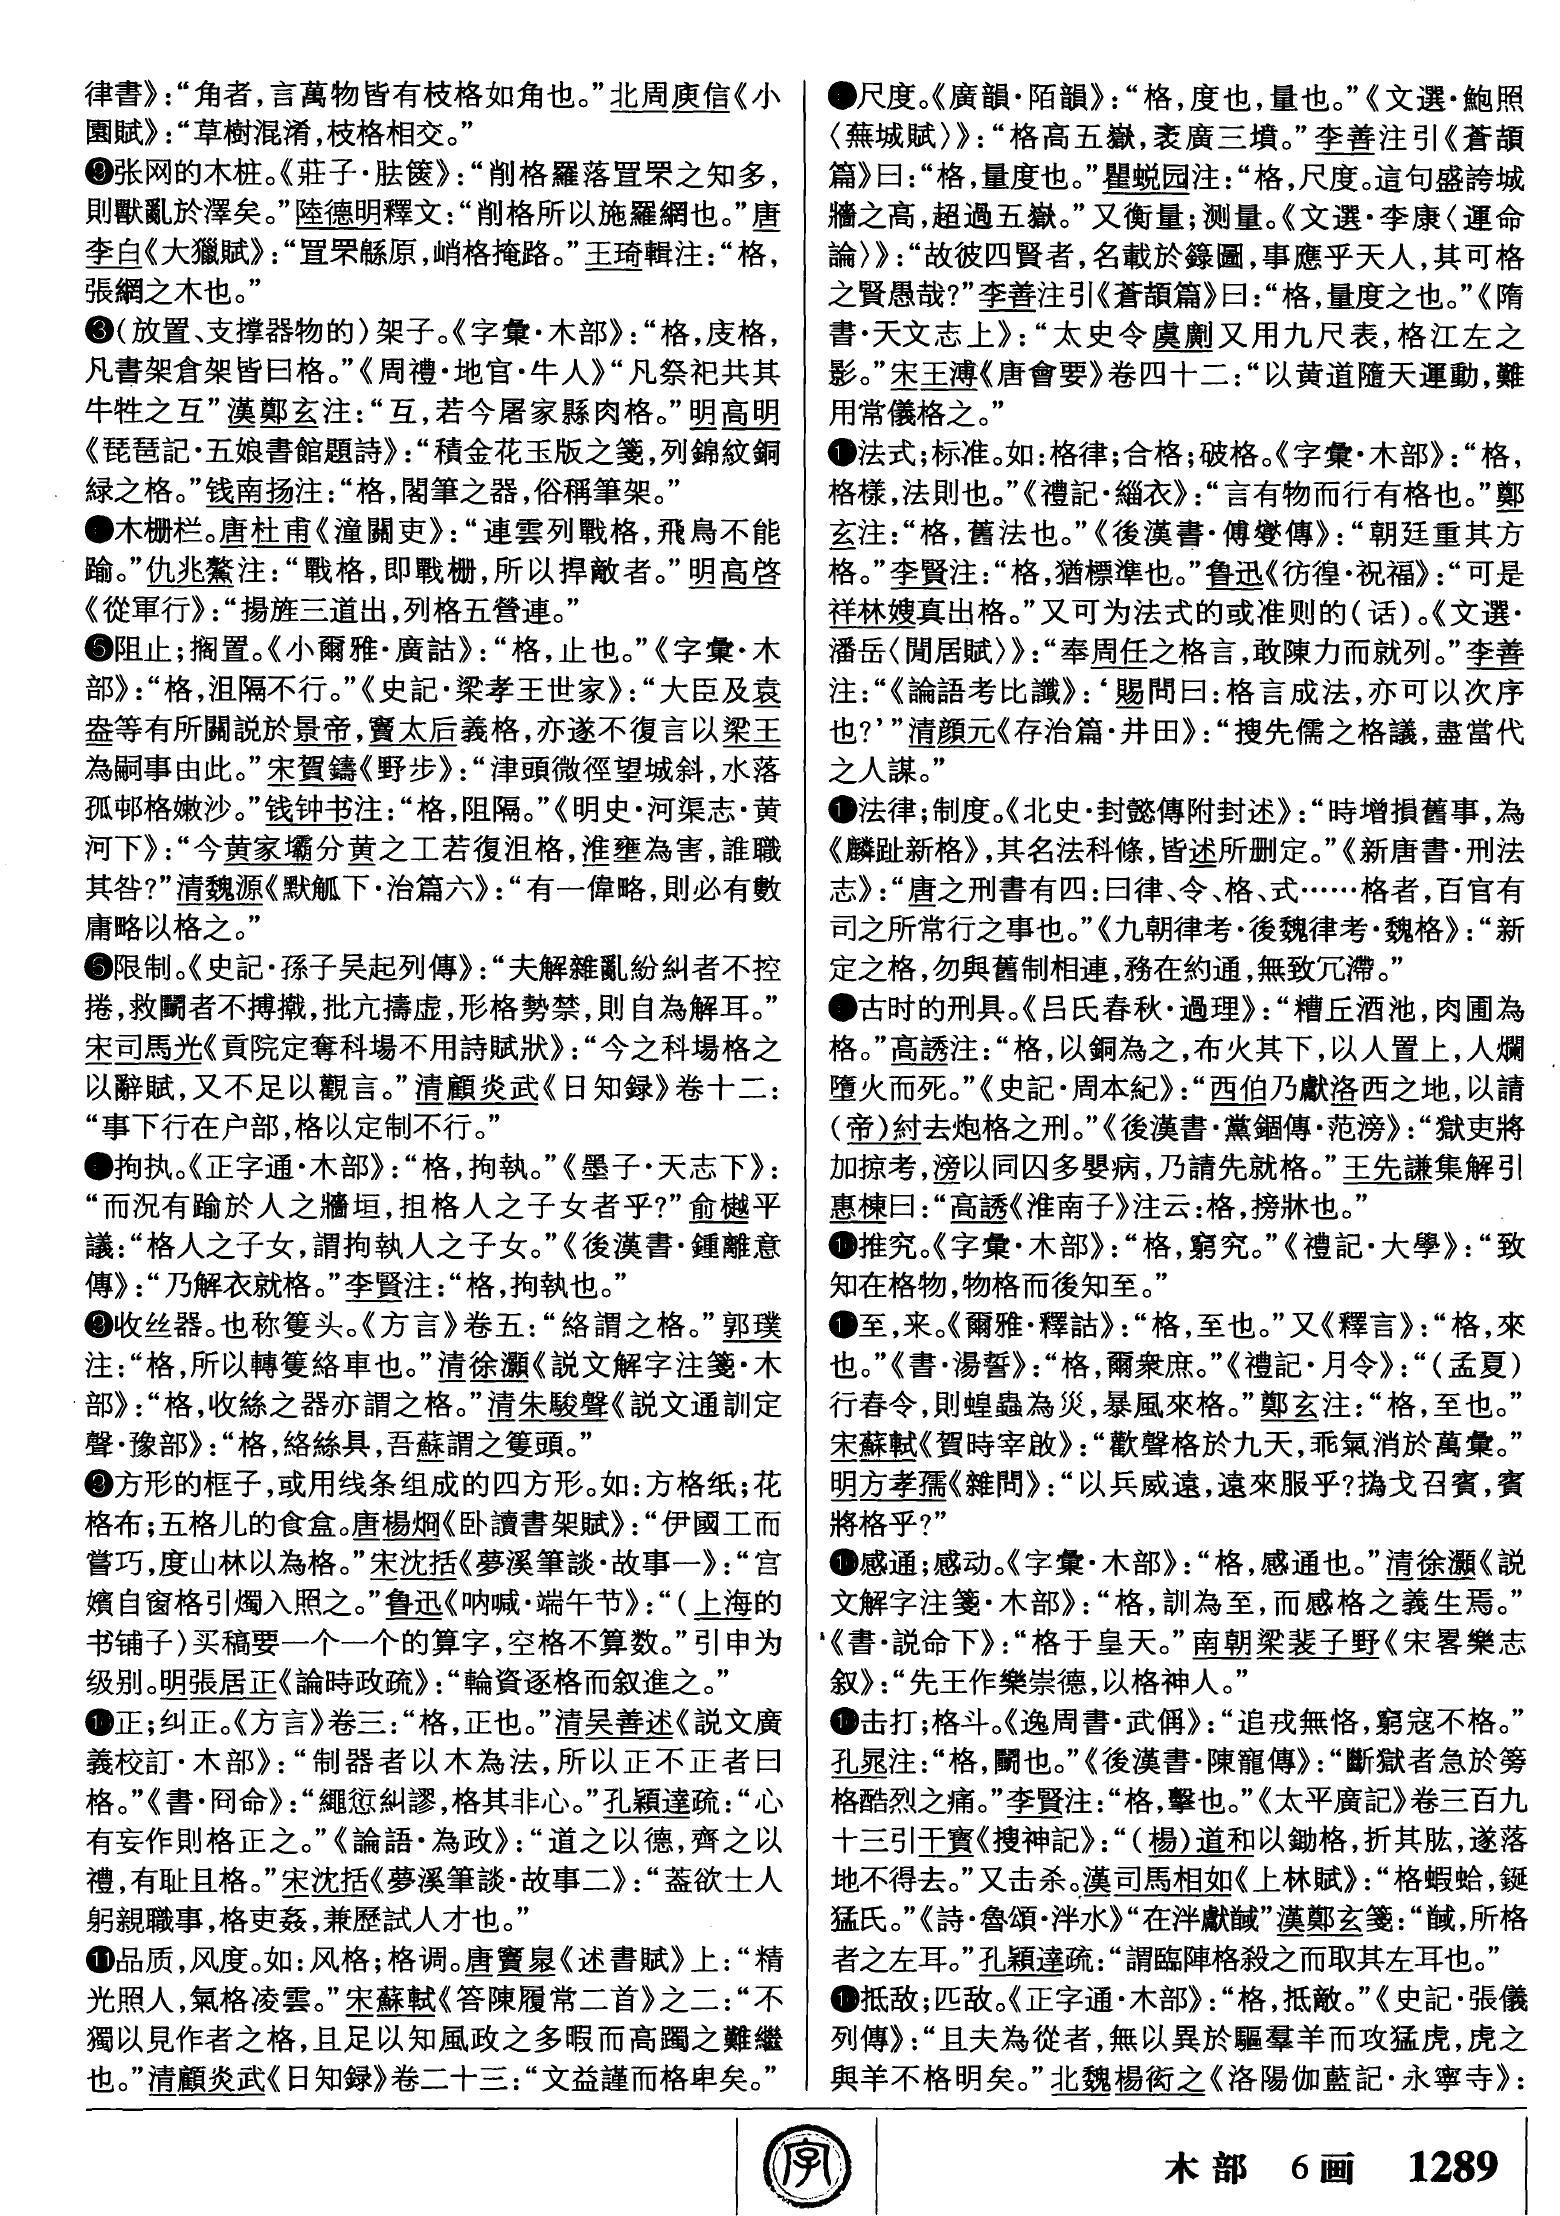 律書》：“角者，言萬物皆有枝格如角也。”北周庾信《小
園賦》：“草樹混淆，枝格相交。”
❷张网的木桩。《莊子·胠篋》：“削格羅落罝罘之知多，
則獸亂於澤矣。”陸德明釋文：“削格所以施羅網也。”唐
李白《大獵賦》：“罝罘緜原，峭格掩路。”王琦輯注：“格，
張網之木也。”
❸（放置、支撑器物的）架子。《字彙·木部》：“格，庋格，
凡書架倉架皆曰格。”《周禮·地官·牛人》“凡祭祀共其
牛牲之互”漢鄭玄注：“互，若今屠家縣肉格。”明高明
《琵琶記·五娘書館題詩》：“積金花玉版之箋，列錦紋銅
緑之格。”钱南扬注：“格，閣筆之器，俗稱筆架。”
❹木栅栏。唐杜甫《潼關吏》：“連雲列戰格，飛鳥不能
踰。”仇兆鰲注：“戰格，即戰栅，所以捍敵者。”明高啓
《從軍行》：“揚旌三道出，列格五營連。”
❺阻止；搁置。《小爾雅·廣詁》：“格，止也。”《字彙·木
部》：“格，沮隔不行。”《史記·梁孝王世家》：“大臣及袁
盎等有所關説於景帝，竇太后義格，亦遂不復言以梁王
為嗣事由此。”宋賀鑄《野步》：“津頭微徑望城斜，水落
孤邨格嫩沙。”钱钟书注：“格，阻隔。”《明史·河渠志·黄
河下》：“今黄家壩分黄之工若復沮格，淮壅為害，誰職
其咎？”清魏源《默觚下·治篇六》：“有一偉略，則必有數
庸略以格之。”
❻限制。《史記·孫子吴起列傳》：“夫解雜亂紛糾者不控
捲，救鬭者不搏撠，批亢擣虚，形格勢禁，則自為解耳。”
宋司馬光《貢院定奪科場不用詩賦狀》：“今之科場格之
以辭賦，又不足以觀言。”清顧炎武《日知録》卷十二：
“事下行在户部，格以定制不行。”
❼拘执。《正字通·木部》：“格，拘執。”《墨子·天志下》：
“而況有踰於人之牆垣，抯格人之子女者乎？”俞樾平
議：“格人之子女，謂拘執人之子女。”《後漢書·鍾離意
傳》：“乃解衣就格。”李賢注：“格，拘執也。”
❽收丝器。也称籆头。《方言》卷五：“絡謂之格。”郭璞
注：“格，所以轉籆絡車也。”清徐灝《説文解字注箋·木
部》：“格，收絲之器亦謂之格。”清朱駿聲《説文通訓定
聲·豫部》：“格，絡絲具，吾蘇謂之籆頭。”
❾方形的框子，或用线条组成的四方形。如：方格纸；花
格布；五格儿的食盒。唐楊炯《卧讀書架賦》：“伊國工而
嘗巧，度山林以為格。”宋沈括《夢溪筆談·故事一》：“宫
嬪自窗格引燭入照之。”鲁迅《呐喊·端午节》：“（上海的
书铺子）买稿要一个一个的算字，空格不算数。”引申为
级别。明張居正《論時政疏》：“輪資逐格而叙進之。”
❿正；纠正。《方言》卷三：“格，正也。”清吴善述《説文廣
義校訂·木部》：“制器者以木為法，所以正不正者曰
格。”《書·冏命》：“繩愆糾謬，格其非心。”孔穎達疏：“心
有妄作則格正之。”《論語·為政》：“道之以德，齊之以
禮，有耻且格。”宋沈括《夢溪筆談·故事二》：“蓋欲士人
躬親職事，格吏姦，兼歷試人才也。”
⓫品质，风度。如：风格；格调。唐竇臮《述書賦》上：“精
光照人，氣格凌雲。”宋蘇軾《答陳履常二首》之二：“不
獨以見作者之格，且足以知風政之多暇而高躅之難繼
也。”清顧炎武《日知録》卷二十三：“文益謹而格卑矣。”
尺度。《廣韻·陌韻》：“格，度也，量也。”《文選·鮑照
〈蕪城賦〉》：“格高五嶽，袤廣三墳。”李善注引《蒼頡
篇》曰：“格，量度也。”瞿蜕园注：“格，尺度。這句盛誇城
牆之高，超過五嶽。”又衡量；测量。《文選·李康〈運命
論〉》：“故彼四賢者，名載於籙圖，事應乎天人，其可格
之賢愚哉？”李善注引《蒼頡篇》曰：“格，量度之也。”《隋
書·天文志上》：“太史令虞劆又用九尺表，格江左之
影。”宋王溥《唐會要》卷四十二：“以黄道隨天運動，難
用常儀格之。”
法式；标准。如：格律；合格；破格。《字彙·木部》：“格，
格樣，法則也。”《禮記·緇衣》：“言有物而行有格也。”鄭
玄注：“格，舊法也。”《後漢書·傅燮傳》：“朝廷重其方
格。”李賢注：“格，猶標準也。”鲁迅《彷徨·祝福》：“可是
祥林嫂真出格。”又可为法式的或准则的（话）。《文選·
潘岳〈閒居賦〉》：“奉周任之格言，敢陳力而就列。”李善
注：“《論語考比讖》：‘賜問曰：格言成法，亦可以次序
也？’”清顔元《存治篇·井田》：“搜先儒之格議，盡當代
之人謀。”
法律；制度。《北史·封懿傳附封述》：“時增損舊事，為
《麟趾新格》，其名法科條，皆述所删定。”《新唐書·刑法
志》：“唐之刑書有四：曰律、令、格、式……格者，百官有
司之所常行之事也。”《九朝律考·後魏律考·魏格》：“新
定之格，勿與舊制相連，務在約通，無致冗滯。”
古时的刑具。《吕氏春秋·過理》：“糟丘酒池，肉圃為
格。”高誘注：“格，以銅為之，布火其下，以人置上，人爛
墮火而死。”《史記·周本紀》：“西伯乃獻洛西之地，以請
（帝）紂去炮格之刑。”《後漢書·黨錮傳·范滂》：“獄吏將
加掠考，滂以同囚多嬰病，乃請先就格。”王先謙集解引
惠棟曰：“高誘《淮南子》注云：格，搒牀也。”
推究。《字彙·木部》：“格，窮究。”《禮記·大學》：“致
知在格物，物格而後知至。”
至，来。《爾雅·釋詁》：“格，至也。”又《釋言》：“格，來
也。”《書·湯誓》：“格，爾衆庶。”《禮記·月令》：“（孟夏）
行春令，則蝗蟲為災，暴風來格。”鄭玄注：“格，至也。”
宋蘇軾《賀時宰啟》：“歡聲格於九天，乖氣消於萬彙。”
明方孝孺《雜問》：“以兵威遠，遠來服乎？撝戈召賓，賓
將格乎？”
感通；感动。《字彙·木部》：“格，感通也。”清徐灝《説
文解字注箋·木部》：“格，訓為至，而感格之義生焉。”
《書·説命下》：“格于皇天。”南朝梁裴子野《宋畧樂志
叙》：“先王作樂崇德，以格神人。”
击打；格斗。《逸周書·武偁》：“追戎無恪，窮寇不格。”
孔晁注：“格，鬭也。”《後漢書·陳寵傳》：“斷獄者急於篣
格酷烈之痛。”李賢注：“格，擊也。”《太平廣記》卷三百九
十三引干寶《搜神記》：“（楊）道和以鋤格，折其肱，遂落
地不得去。”又击杀。漢司馬相如《上林賦》：“格蝦蛤，鋋
猛氏。”《詩·魯頌·泮水》“在泮獻馘”漢鄭玄箋：“馘，所格
者之左耳。”孔穎達疏：“謂臨陣格殺之而取其左耳也。”
抵敌；匹敌。《正字通·木部》：“格，抵敵。”《史記·張儀
列傳》：“且夫為從者，無以異於驅羣羊而攻猛虎，虎之
與羊不格明矣。”北魏楊衒之《洛陽伽藍記·永寧寺》：
字
木部 6画 1289